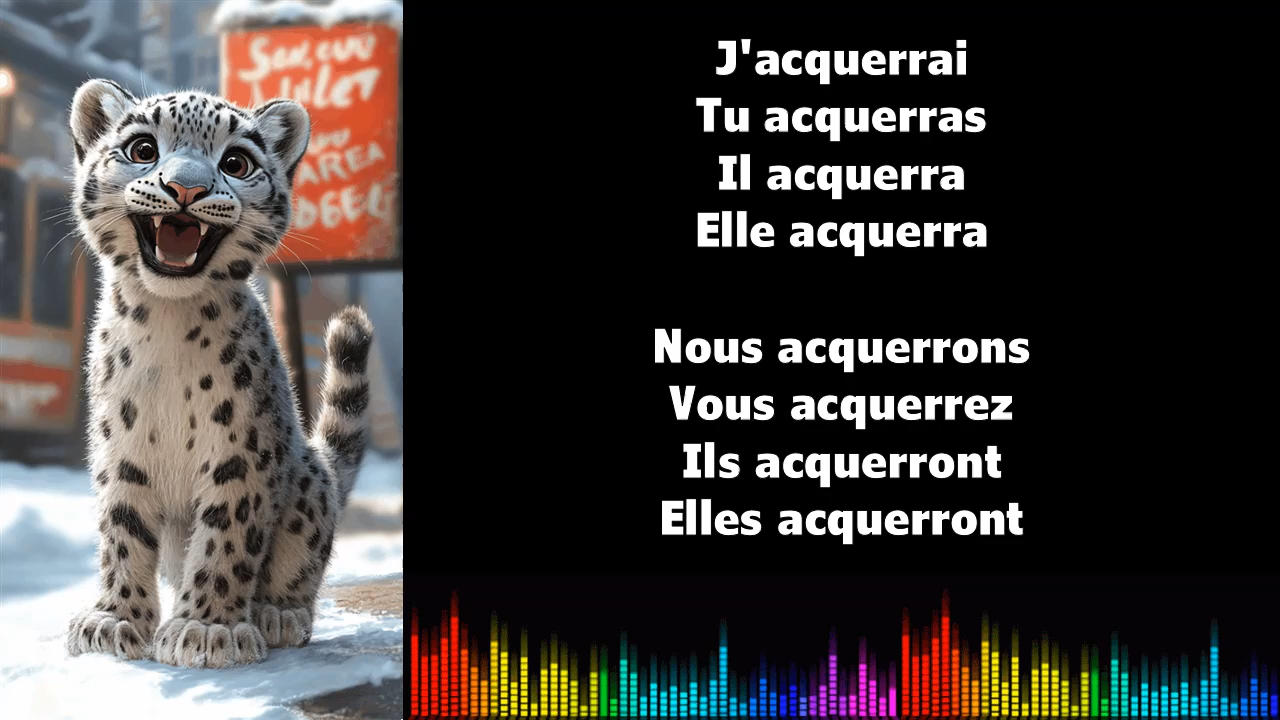 J'acquerrai
Tu acquerras
Il acquerra
Elle acquerra
Nous acquerrons
Vous acquerrez
Ils acquerront
Elles acquerront